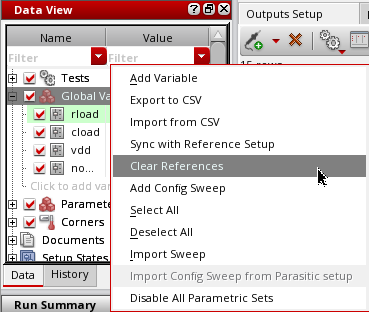 Data View
Outputs Setup
Name
Value
Filter
Filter
Tests
Global Va
rload
cload
vdd
no...
Click to add var
Paramete
Corners
Documents
Setup States
Data
History
Run Summary
Add Variable
Export to CSV
Import from CSV
Sync with Reference Setup
Clear References
Add Config Sweep
Select All
Deselect All
Import Sweep
Import Config Sweep from Parasitic setup
Disable All Parametric Sets